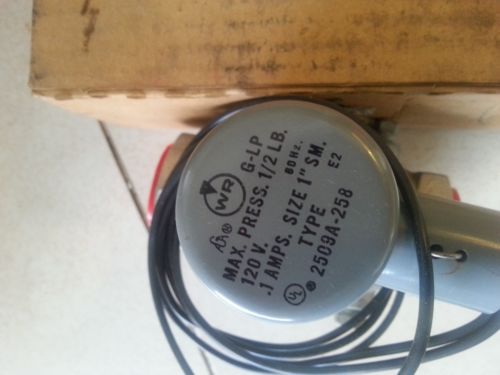 WR
G-LP
MAX. PRESS. 1/2 LB.
120 V. 60 Hz.
.1 AMPS. SIZE 1" SM. E2
TYPE
UL ® 2509A-258